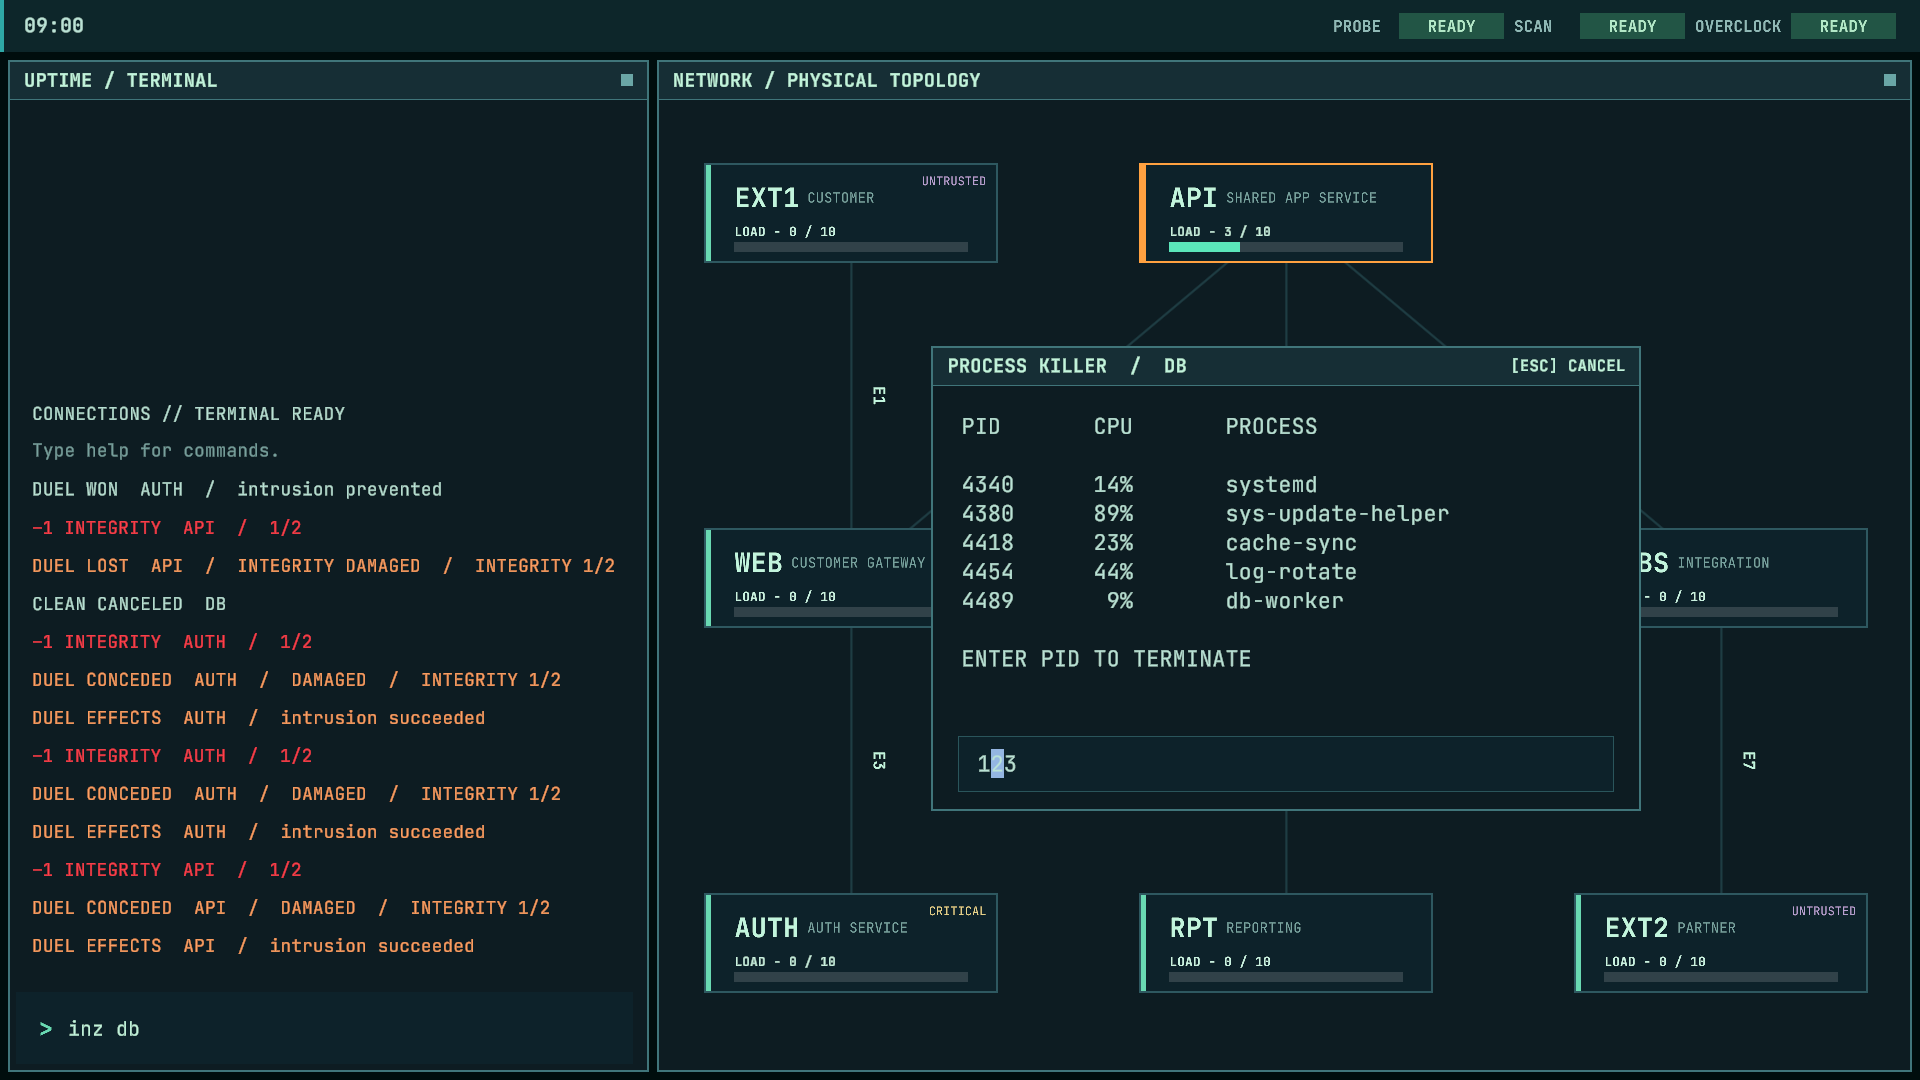 09:00
PROBE READY SCAN READY OVERCLOCK READY
UPTIME / TERMINAL
CONNECTIONS // TERMINAL READY
Type help for commands.
DUEL WON AUTH / intrusion prevented
−1 INTEGRITY API / 1/2
DUEL LOST API / INTEGRITY DAMAGED / INTEGRITY 1/2
CLEAN CANCELED DB
−1 INTEGRITY AUTH / 1/2
DUEL CONCEDED AUTH / DAMAGED / INTEGRITY 1/2
DUEL EFFECTS AUTH / intrusion succeeded
−1 INTEGRITY AUTH / 1/2
DUEL CONCEDED AUTH / DAMAGED / INTEGRITY 1/2
DUEL EFFECTS AUTH / intrusion succeeded
−1 INTEGRITY API / 1/2
DUEL CONCEDED API / DAMAGED / INTEGRITY 1/2
DUEL EFFECTS API / intrusion succeeded
> inz db
NETWORK / PHYSICAL TOPOLOGY
UNTRUSTED
EXT1 CUSTOMER
LOAD - 0 / 10
API SHARED APP SERVICE
LOAD - 3 / 10
E1
PROCESS KILLER / DB
[ESC] CANCEL
PID CPU PROCESS
4340 14% systemd
4380 89% sys-update-helper
4418 23% cache-sync
4454 44% log-rotate
4489 9% db-worker
ENTER PID TO TERMINATE
123
WEB CUSTOMER GATEWAY
LOAD - 0 / 10
BS INTEGRATION
- 0 / 10
E3
E7
CRITICAL
AUTH AUTH SERVICE
LOAD - 0 / 10
RPT REPORTING
LOAD - 0 / 10
UNTRUSTED
EXT2 PARTNER
LOAD - 0 / 10